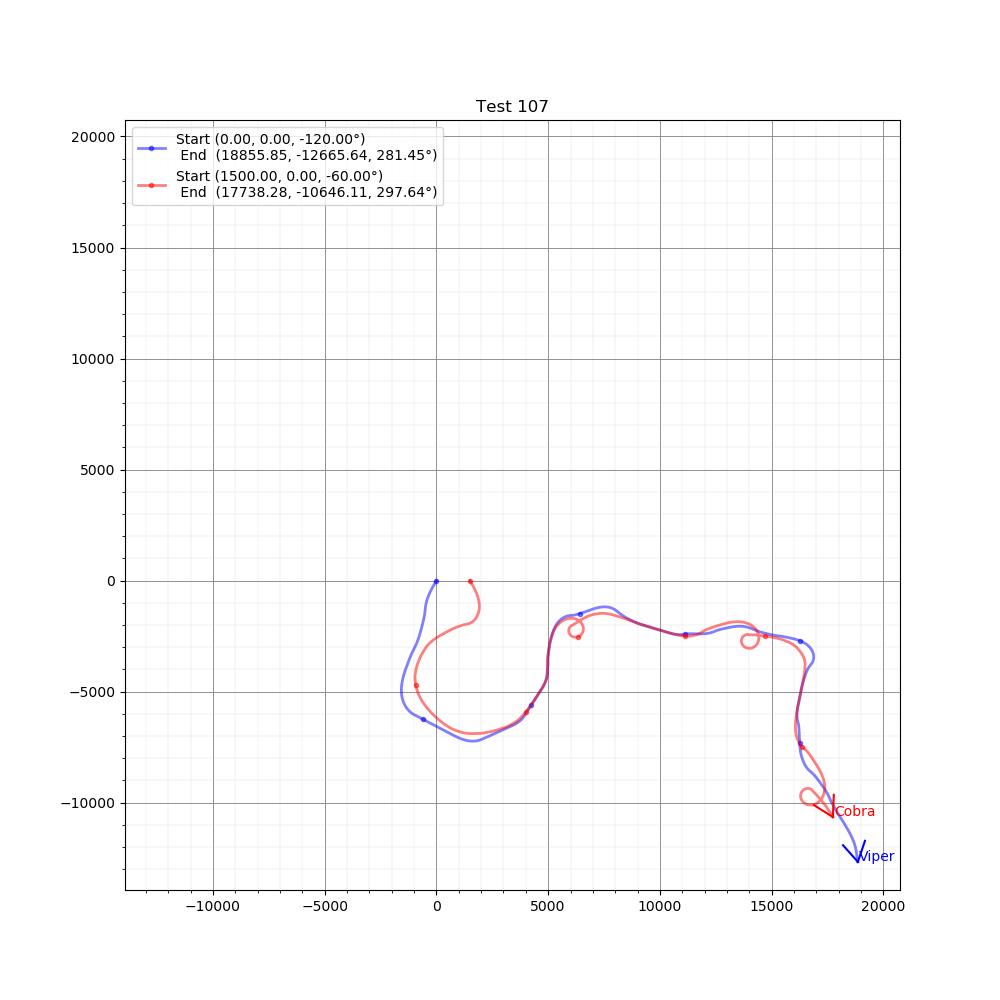 Test 107
Start (0.00, 0.00, -120.00°)
End  (18855.85, -12665.64, 281.45°)
Start (1500.00, 0.00, -60.00°)
End  (17738.28, -10646.11, 297.64°)
20000
15000
10000
5000
0
−5000
−10000
Cobra
Viper
−10000
−5000
0
5000
10000
15000
20000